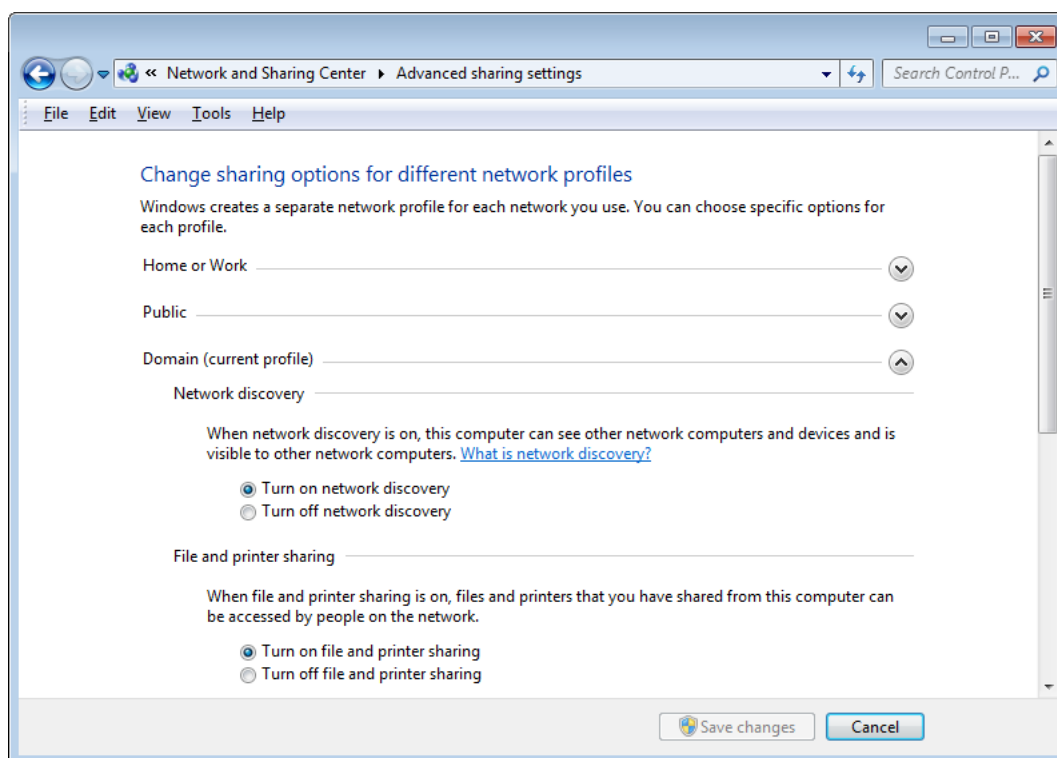 « Network and Sharing Center ▸ Advanced sharing settings
Search Control P...
File Edit View Tools Help
Change sharing options for different network profiles
Windows creates a separate network profile for each network you use. You can choose specific options for
each profile.
Home or Work
Public
Domain (current profile)
Network discovery
When network discovery is on, this computer can see other network computers and devices and is
visible to other network computers. What is network discovery?
Turn on network discovery
Turn off network discovery
File and printer sharing
When file and printer sharing is on, files and printers that you have shared from this computer can
be accessed by people on the network.
Turn on file and printer sharing
Turn off file and printer sharing
Save changes Cancel